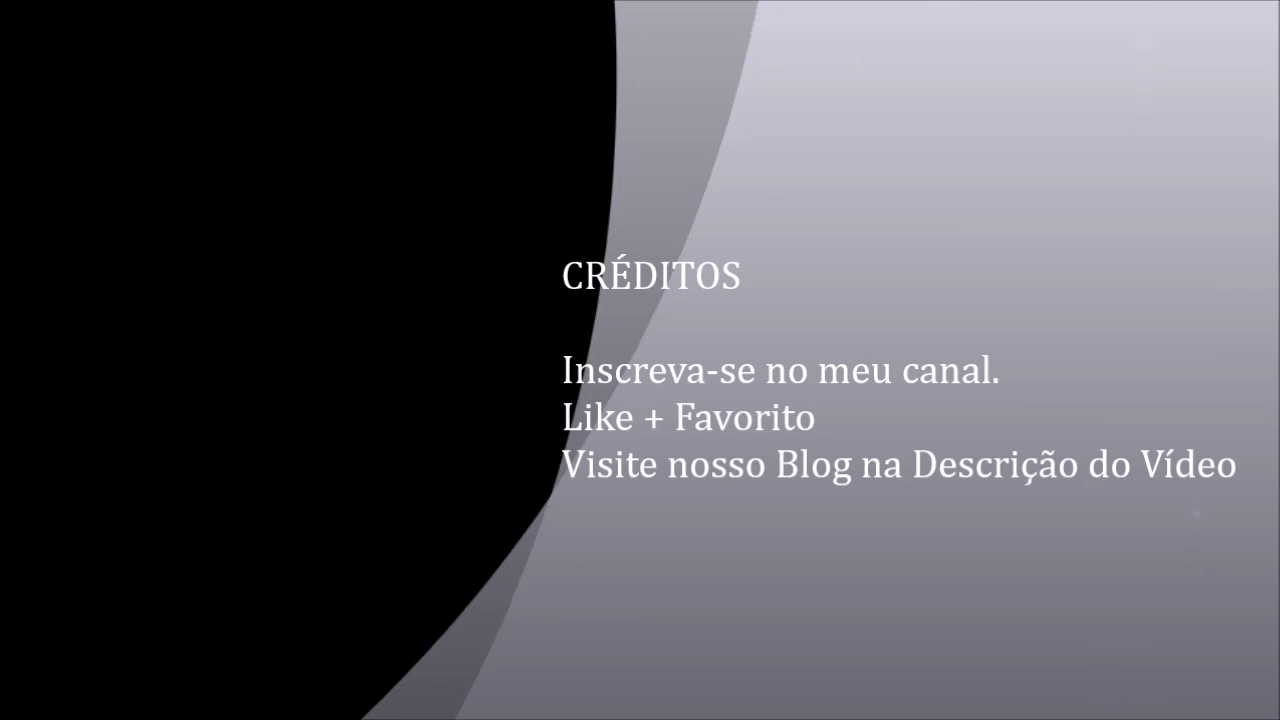 CRÉDITOS
Inscreva-se no meu canal.
Like + Favorito
Visite nosso Blog na Descrição do Vídeo